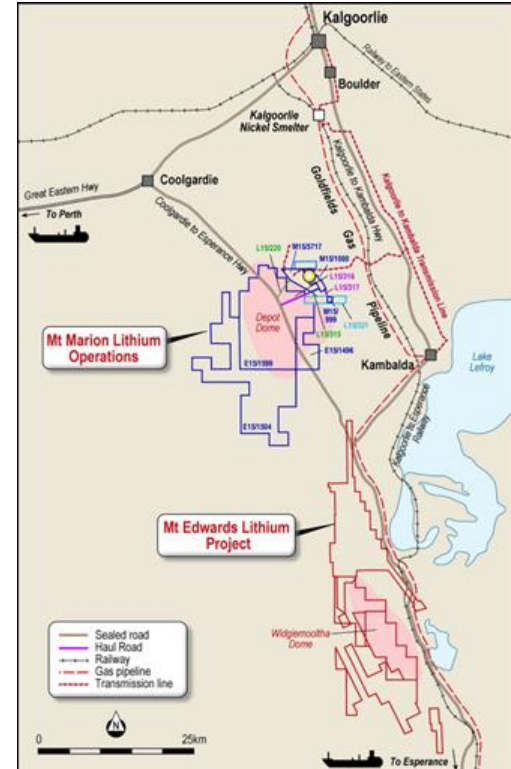 Kalgoorlie
Railway to Eastern States
Boulder
Kalgoorlie
Nickel Smelter
Kalgoorlie to Kambalda Hwy
Kalgoorlie to Kambalda Transmission Line
Goldfields Gas Pipeline
Coolgardie
Great Eastern Hwy
To Perth
Coolgardie to Esperance Hwy
L15/220
M15/717
M15/1000
L15/316
L15/317
M15/
999
L15/321
L15/315
Depot
Dome
Mt Marion Lithium
Operations
E15/1496
E15/1599
E15/1504
Kambalda
Lake
Lefroy
Kalgoorlie to Esperance
Railway
Mt Edwards Lithium
Project
Widgiemooltha
Dome
Sealed road
Haul Road
Railway
Gas pipeline
Transmission line
N
0
25km
To Esperance